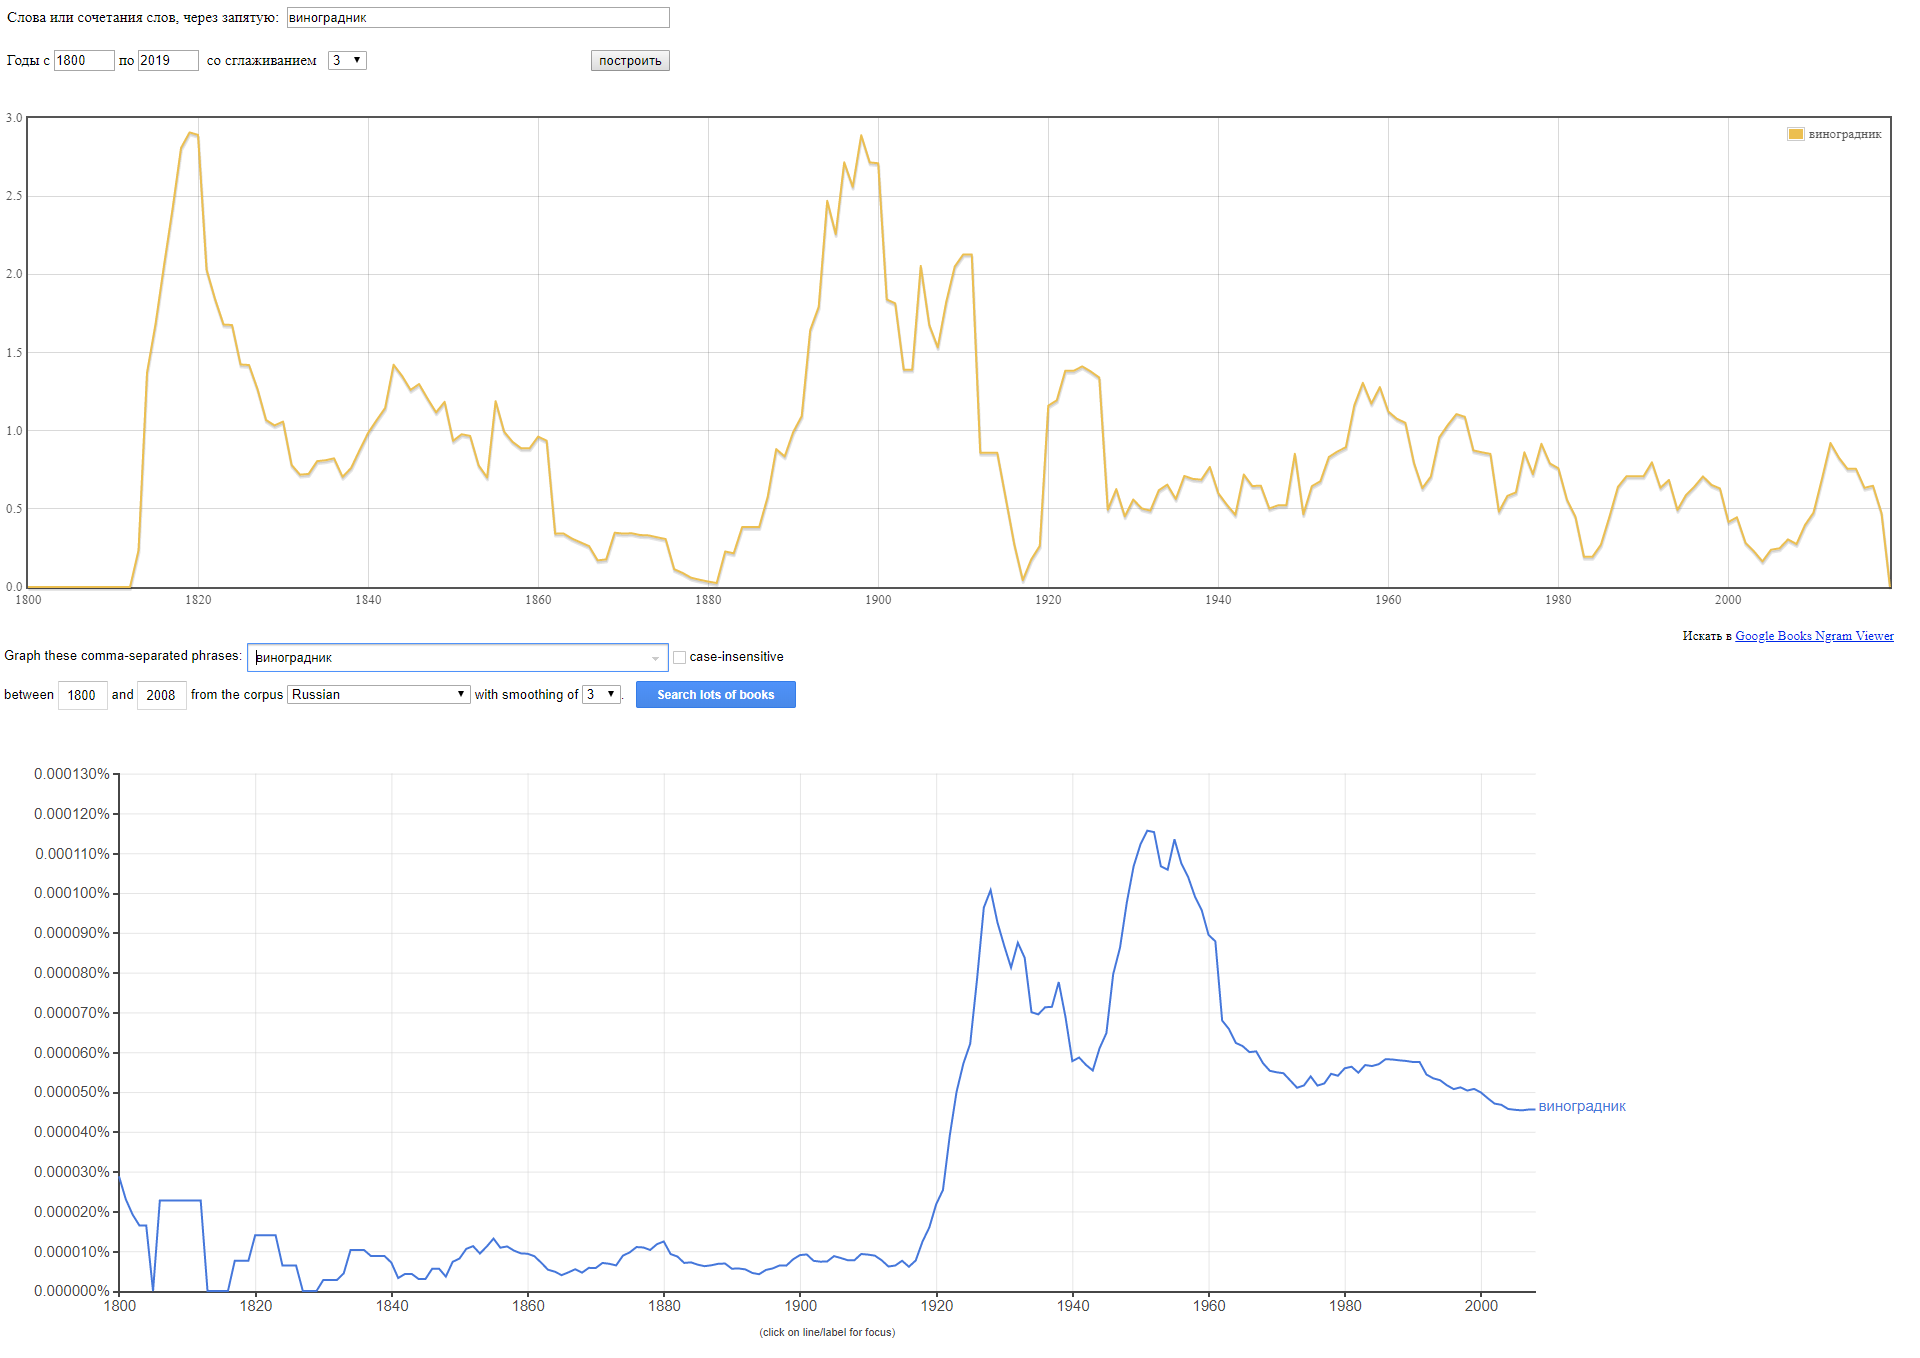 Слова или сочетания слов, через запятую: виноградник
Годы с 1800 по 2019 со сглаживанием 3 построить
3.0
виноградник
2.5
2.0
1.5
1.0
0.5
0.0
1800 1820 1840 1860 1880 1900 1920 1940 1960 1980 2000
Искать в Google Books Ngram Viewer
Graph these comma-separated phrases: виноградник case-insensitive
between 1800 and 2008 from the corpus Russian with smoothing of 3 . Search lots of books
0.000130%
0.000120%
0.000110%
0.000100%
0.000090%
0.000080%
0.000070%
0.000060%
0.000050%
виноградник
0.000040%
0.000030%
0.000020%
0.000010%
0.000000%
1800 1820 1840 1860 1880 1900 1920 1940 1960 1980 2000
(click on line/label for focus)